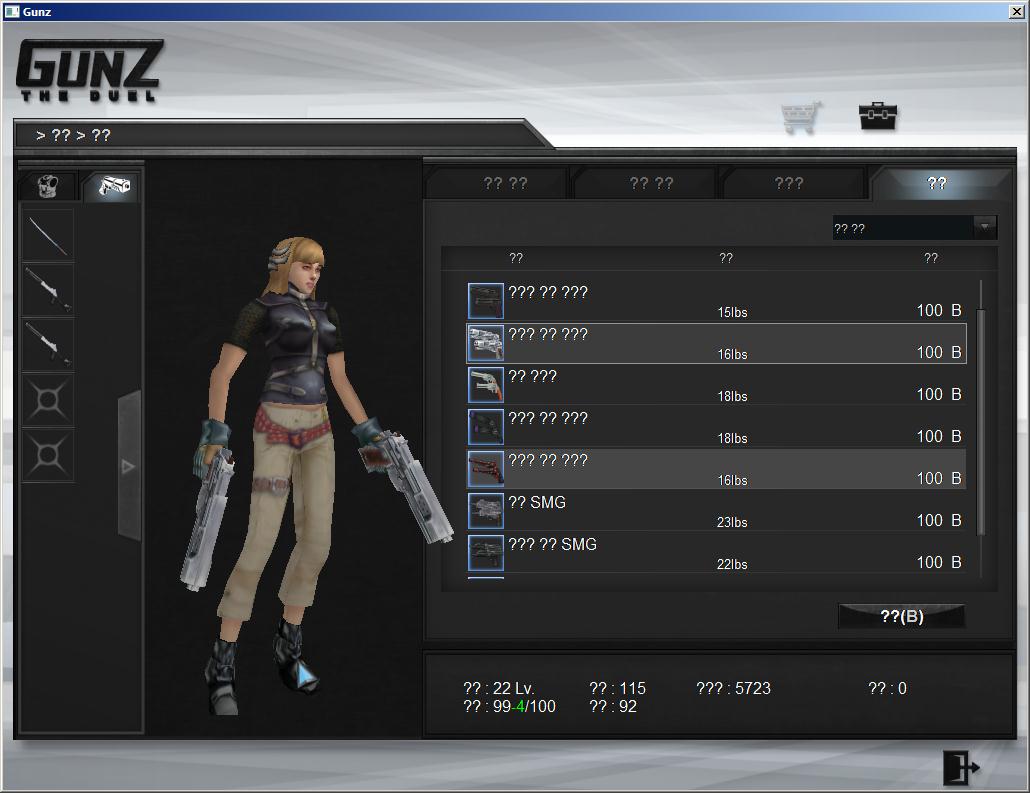 Gunz
GUNZ
THE DUEL
> ?? > ??
?? ??
?? ??
???
??
?? ??
??
??
??
??? ?? ???
15lbs
100 B
??? ?? ???
16lbs
100 B
?? ???
18lbs
100 B
??? ?? ???
18lbs
100 B
??? ?? ???
16lbs
100 B
?? SMG
23lbs
100 B
??? ?? SMG
22lbs
100 B
??(B)
?? : 22 Lv.
?? : 115
??? : 5723
?? : 0
?? : 99-4/100
?? : 92